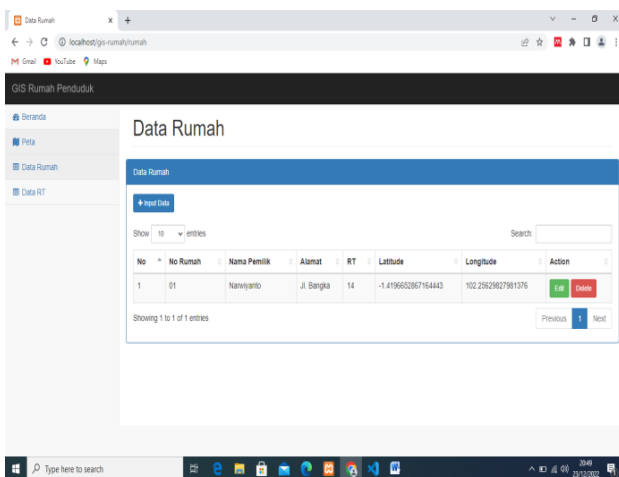 Data Rumah
localhost/gis-rumah/rumah
Gmail YouTube Maps
GIS Rumah Penduduk
Beranda
Peta
Data Rumah
Data RT
Data Rumah
Data Rumah
+ Input Data
Show 10 entries Search:
No No Rumah Nama Pemilik Alamat RT Latitude Longitude Action
1 01 Narwiyanto Jl. Bangka 14 -1.4196652867164443 102.25629827981376 Edit Delete
Showing 1 to 1 of 1 entries Previous 1 Next
Type here to search
20:49
23/12/2022